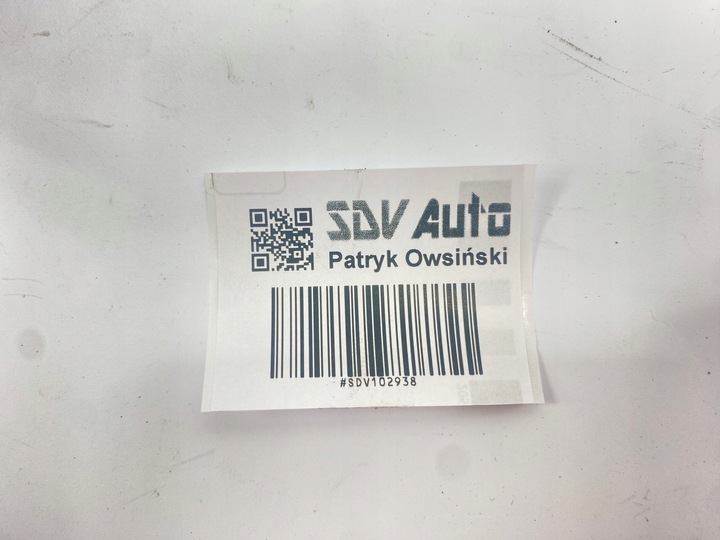 SDV Auto
Patryk Owsiński
#SDV102938